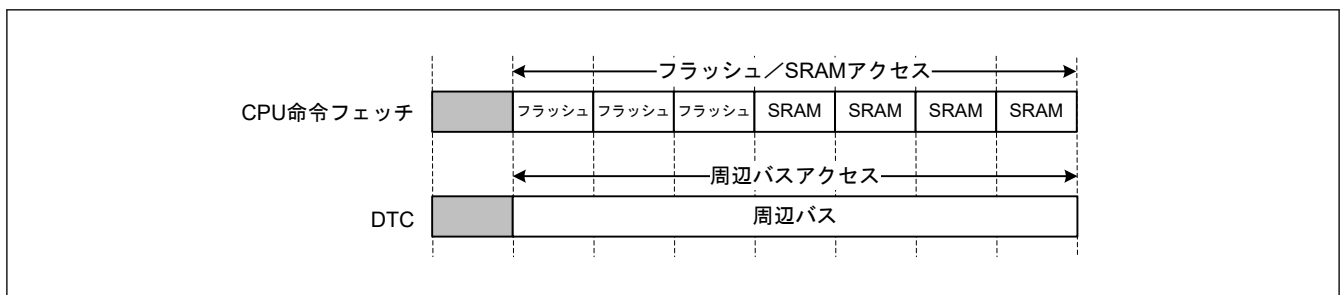 フラッシュ／SRAMアクセス
CPU命令フェッチ フラッシュ フラッシュ フラッシュ SRAM SRAM SRAM SRAM
周辺バスアクセス
DTC 周辺バス